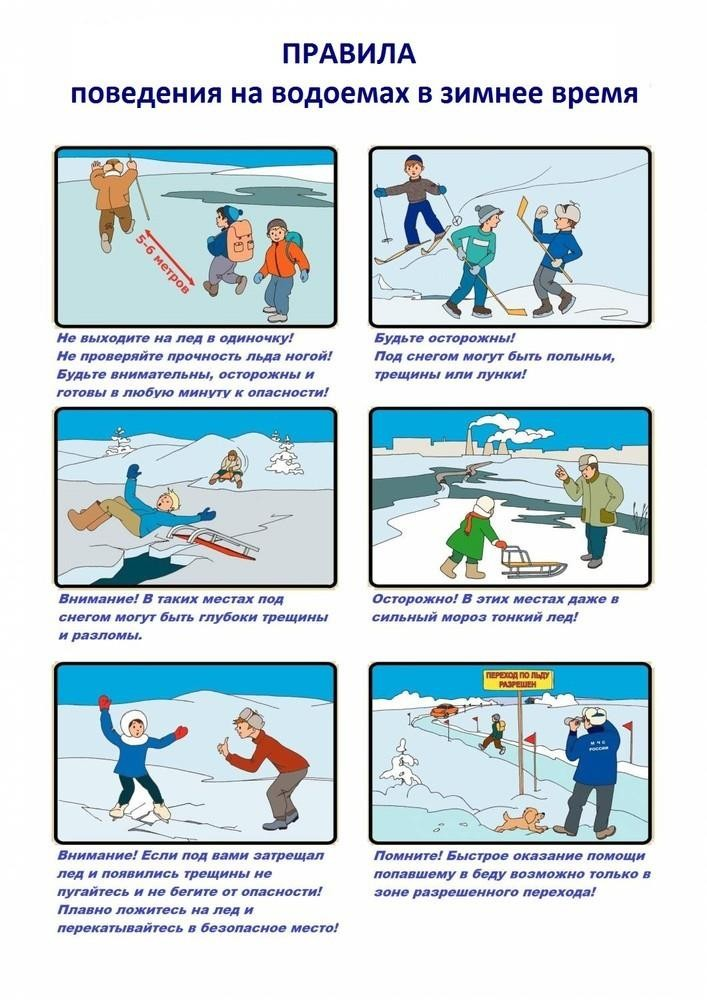 ПРАВИЛА
поведения на водоемах в зимнее время
5-6 метров
Не выходите на лед в одиночку!
Не проверяйте прочность льда ногой!
Будьте внимательны, осторожны и
готовы в любую минуту к опасности!
Будьте осторожны!
Под снегом могут быть полыньи,
трещины или лунки!
Внимание! В таких местах под
снегом могут быть глубоки трещины
и разломы.
Осторожно! В этих местах даже в
сильный мороз тонкий лед!
Внимание! Если под вами затрещал
лед и появились трещины не
пугайтесь и не бегите от опасности!
Плавно ложитесь на лед и
перекатывайтесь в безопасное место!
ПЕРЕХОД ПО ЛЬДУ
РАЗРЕШЕН
МЧС
РОССИИ
Помните! Быстрое оказание помощи
попавшему в беду возможно только в
зоне разрешенного перехода!